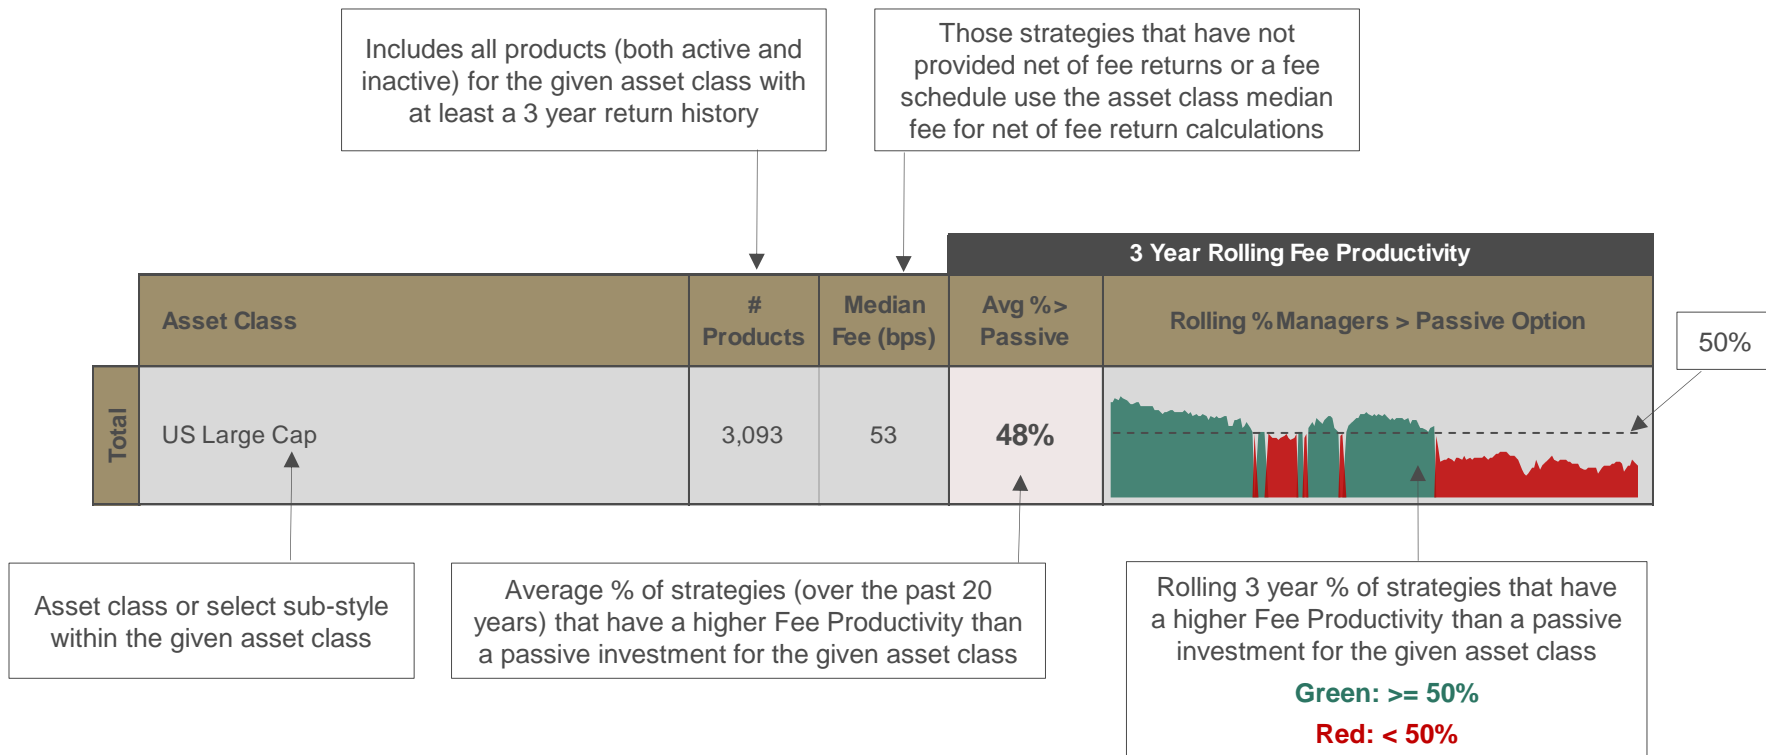 Includes all products (both active and
inactive) for the given asset class with
at least a 3 year return history
Those strategies that have not
provided net of fee returns or a fee
schedule use the asset class median
fee for net of fee return calculations
3 Year Rolling Fee Productivity
Asset Class
#
Products
Median
Fee (bps)
Avg %>
Passive
Rolling % Managers > Passive Option
50%
Total
US Large Cap
3,093
53
48%
Asset class or select sub-style
within the given asset class
Average % of strategies (over the past 20
years) that have a higher Fee Productivity than
a passive investment for the given asset class
Rolling 3 year % of strategies that have
a higher Fee Productivity than a passive
investment for the given asset class
Green: >= 50%
Red: < 50%